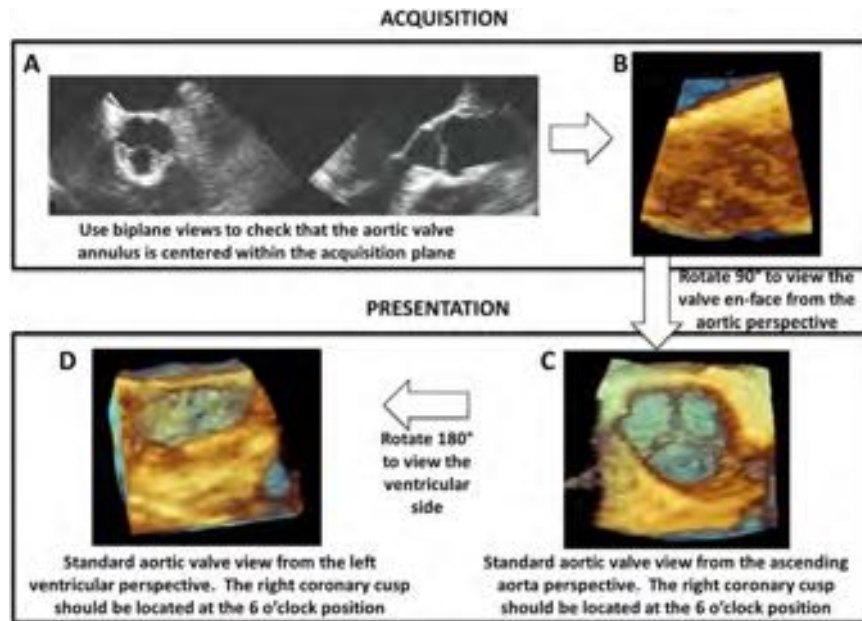 ACQUISITION
A
B
Use biplane views to check that the aortic valve
annulus is centered within the acquisition plane
Rotate 90° to view the
valve en-face from the
aortic perspective
PRESENTATION
D
C
Rotate 180°
to view the
ventricular
side
Standard aortic valve view from the left
ventricular perspective. The right coronary cusp
should be located at the 6 o'clock position
Standard aortic valve view from the ascending
aorta perspective. The right coronary cusp
should be located at the 6 o'clock position